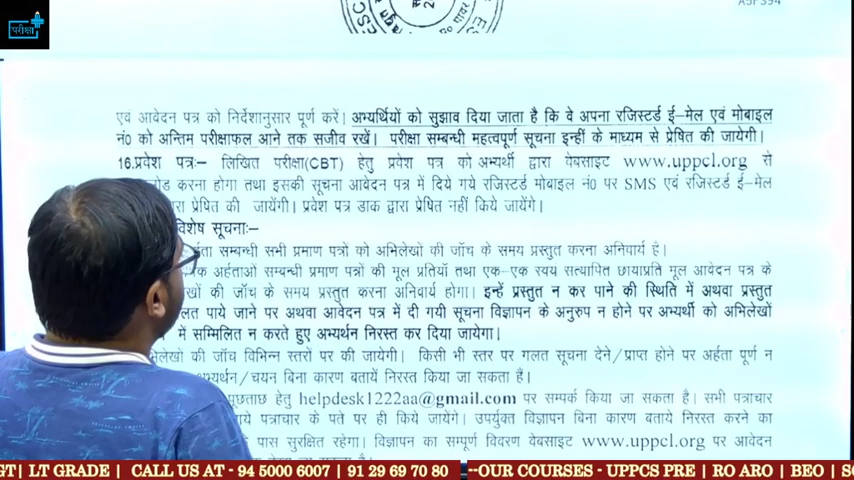 परीक्षा
A5F394
एवं आवेदन पत्र को निर्देशानुसार पूर्ण करें। अभ्यर्थियों को सुझाव दिया जाता है कि वे अपना रजिस्टर्ड ई-मेल एवं मोबाइल
नं0 को अन्तिम परीक्षाफल आने तक सजीव रखें। परीक्षा सम्बन्धी महत्वपूर्ण सूचना इन्हीं के माध्यम से प्रेषित की जायेगी।
16.प्रवेश पत्रः– लिखित परीक्षा(CBT) हेतु प्रवेश पत्र को अभ्यर्थी द्वारा वेबसाइट www.uppcl.org से
करना होगा तथा इसकी सूचना आवेदन पत्र में दिये गये रजिस्टर्ड मोबाइल नं0 पर SMS एवं रजिस्टर्ड ई–मेल
प्रेषित की जायेंगी। प्रवेश पत्र डाक द्वारा प्रेषित नहीं किये जायेंगे।
विशेष सूचनाः–
सम्बन्धी सभी प्रमाण पत्रों को अभिलेखों की जॉच के समय प्रस्तुत करना अनिवार्य है।
अर्हताओं सम्बन्धी प्रमाण पत्रों की मूल प्रतियॉ तथा एक–एक स्वय सत्यापित छायाप्रति मूल आवेदन पत्र के
की जॉच के समय प्रस्तुत करना अनिवार्य होगा। इन्हें प्रस्तुत न कर पाने की स्थिति में अथवा प्रस्तुत
पाये जाने पर अथवा आवेदन पत्र में दी गयी सूचना विज्ञापन के अनुरुप न होने पर अभ्यर्थी को अभिलेखों
में सम्मिलित न करते हुए अभ्यर्थन निरस्त कर दिया जायेगा।
की जॉच विभिन्न स्तरों पर की जायेगी। किसी भी स्तर पर गलत सूचना देने/प्राप्त होने पर अर्हता पूर्ण न
अभ्यर्थन/चयन बिना कारण बतायें निरस्त किया जा सकता है।
पूछताछ हेतु helpdesk1222aa@gmail.com पर सम्पर्क किया जा सकता है। सभी पत्राचार
पत्राचार के पते पर ही किये जायेंगे। उपर्युक्त विज्ञापन बिना कारण बताये निरस्त करने का
पास सुरक्षित रहेगा। विज्ञापन का सम्पूर्ण विवरण वेबसाइट www.uppcl.org पर आवेदन
GT| LT GRADE | CALL US AT - 94 5000 6007 | 91 29 69 70 80 --OUR COURSES - UPPCS PRE | RO ARO | BEO |